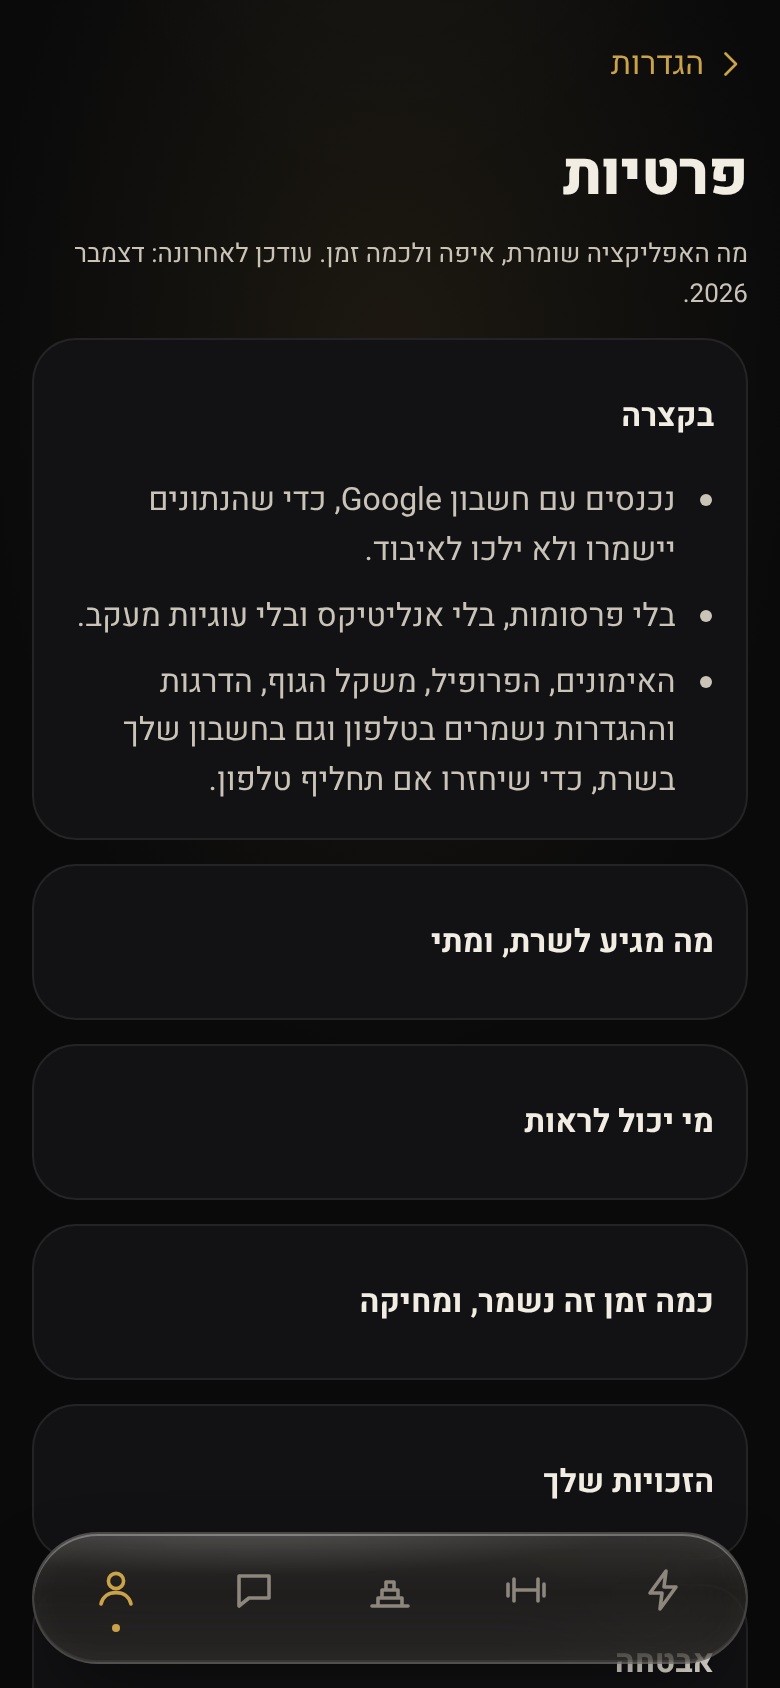 הגדרות
פרטיות
מה האפליקציה שומרת, איפה ולכמה זמן. עודכן לאחרונה: דצמבר
2026.
בקצרה
נכנסים עם חשבון Google, כדי שהנתונים
יישמרו ולא ילכו לאיבוד.
בלי פרסומות, בלי אנליטיקס ובלי עוגיות מעקב.
האימונים, הפרופיל, משקל הגוף, הדרגות
וההגדרות נשמרים בטלפון וגם בחשבון שלך
בשרת, כדי שיחזרו אם תחליף טלפון.
מה מגיע לשרת, ומתי
מי יכול לראות
כמה זמן זה נשמר, ומחיקה
הזכויות שלך
אבטחה